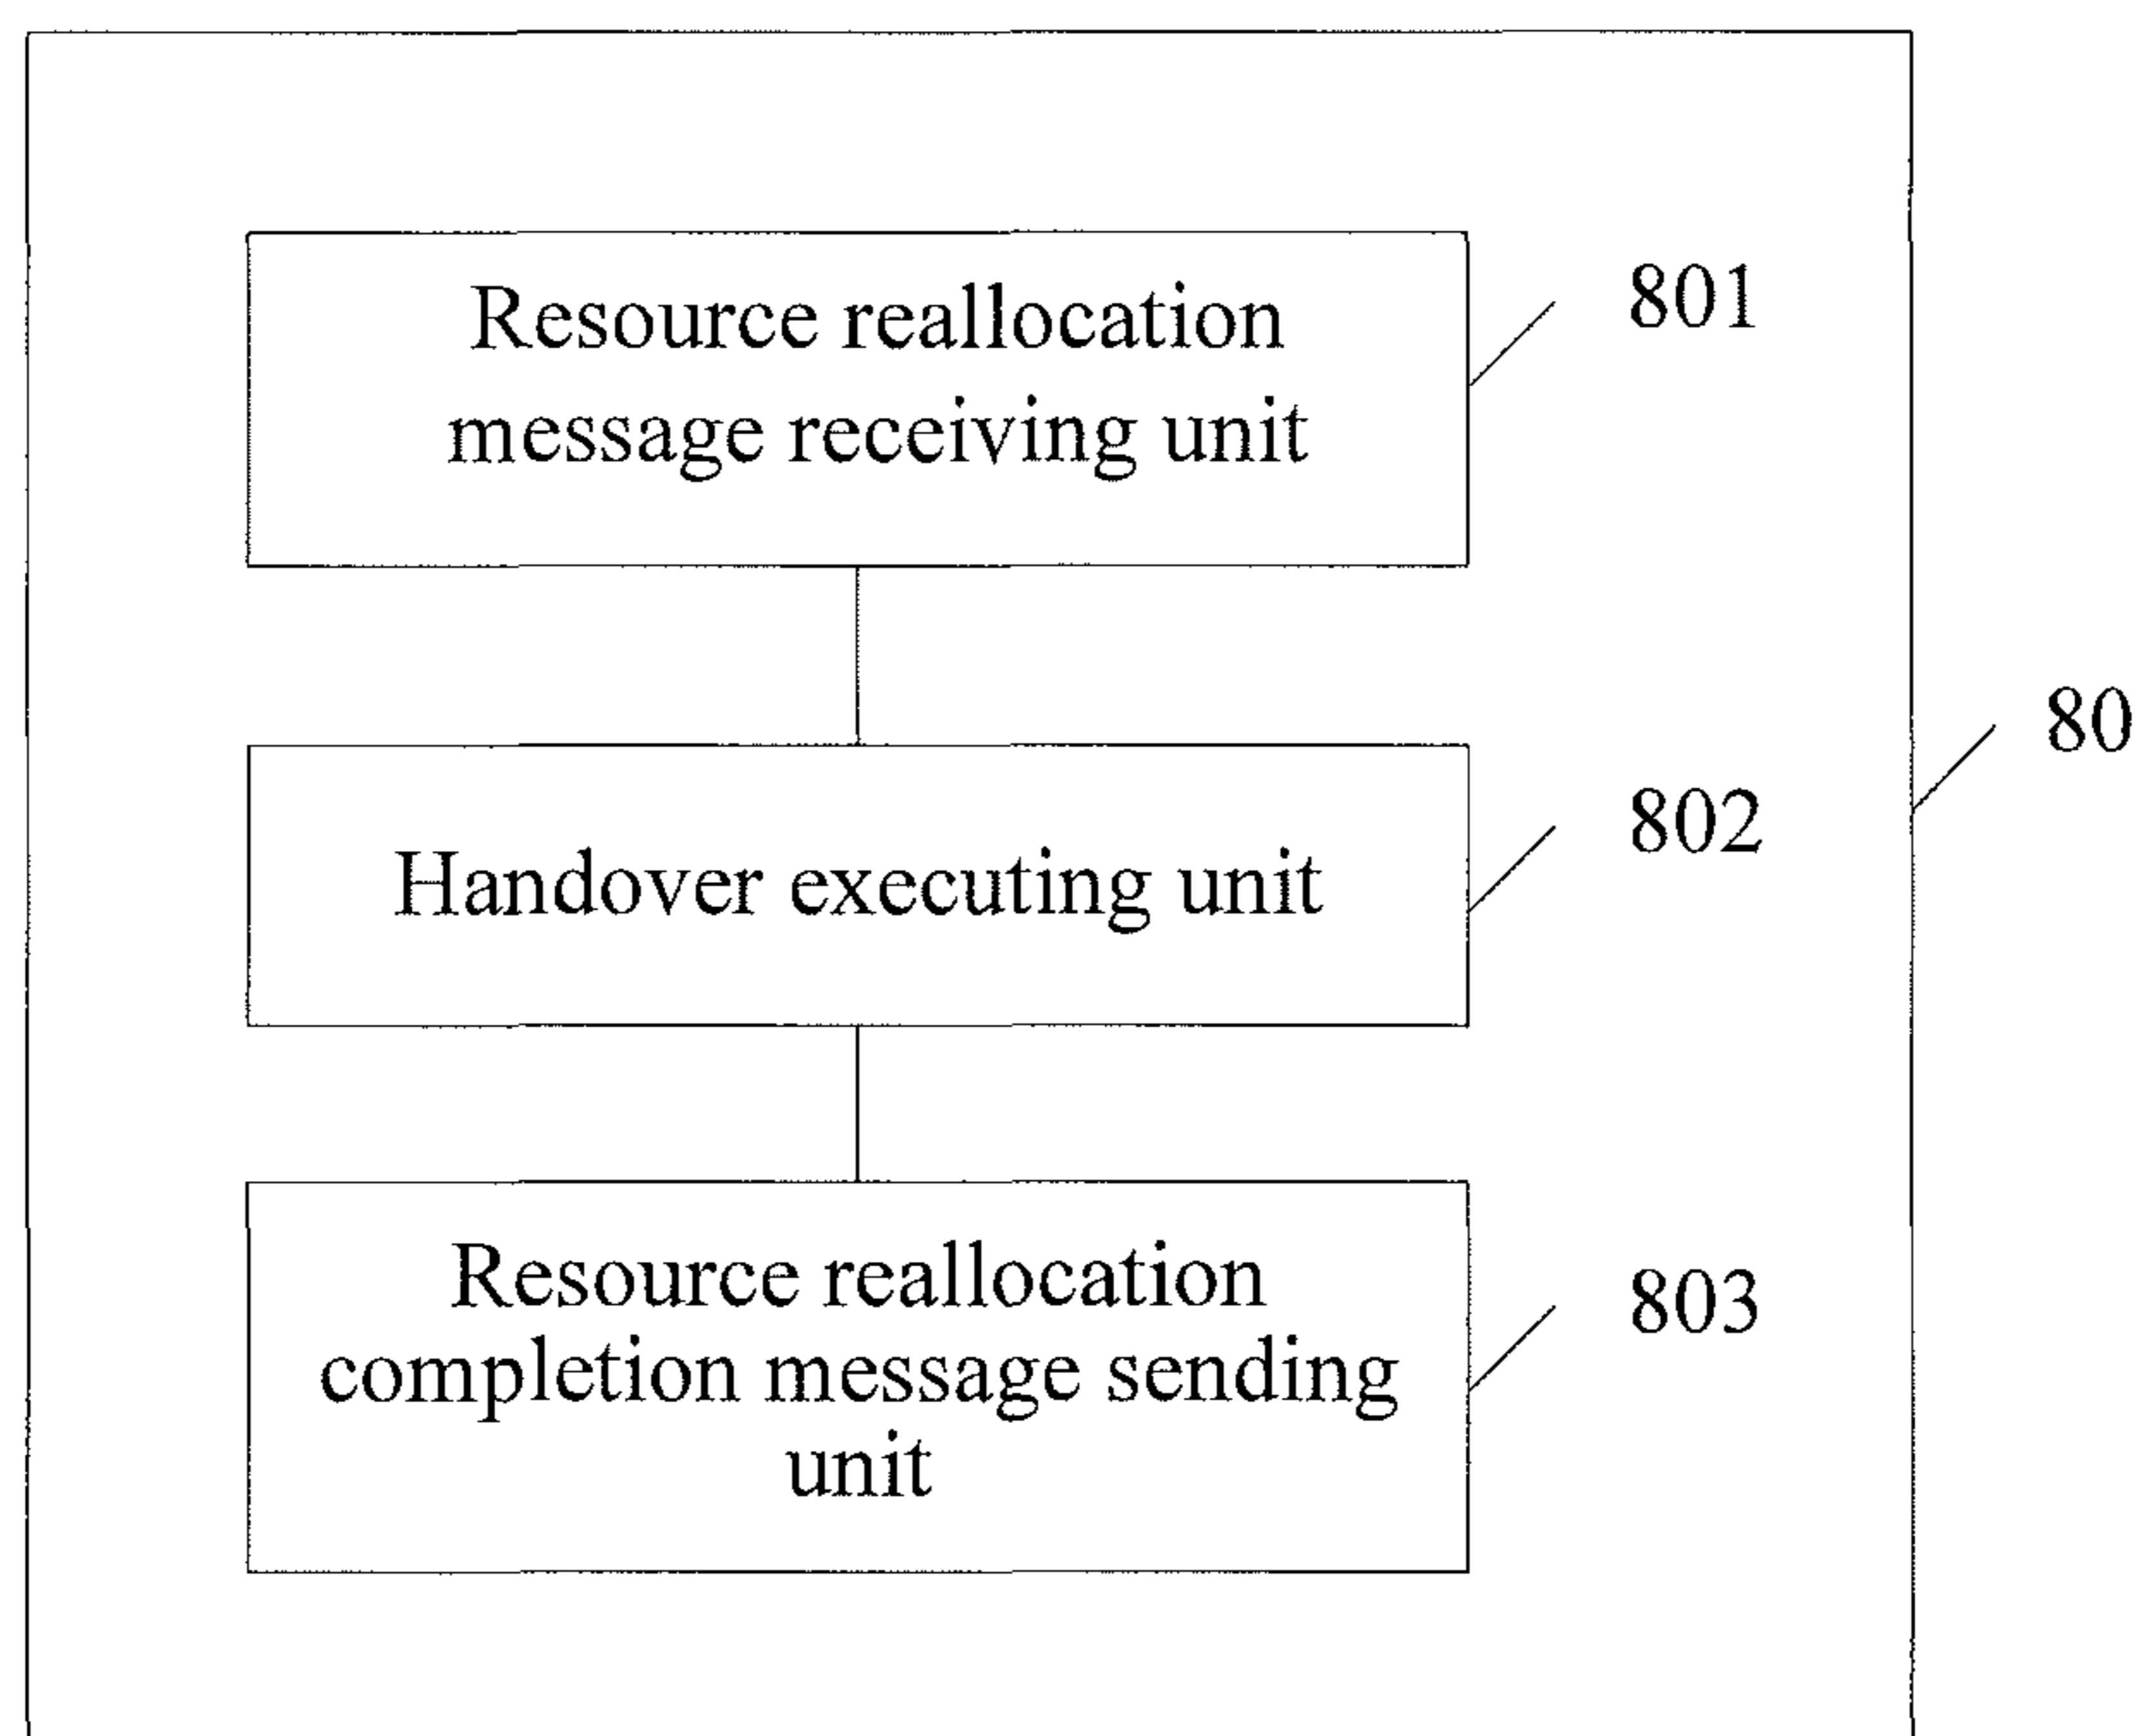 Resource reallocation
message receiving unit
801
80
Handover executing unit
802
Resource reallocation
completion message sending
unit
803